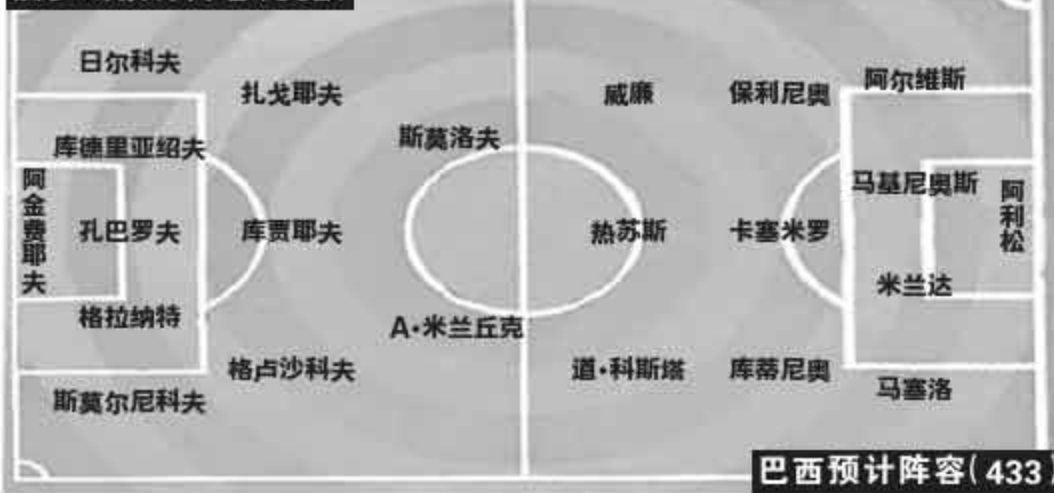 日尔科夫
库德里亚绍夫
阿金费耶夫
孔巴罗夫
格拉纳特
斯莫尔尼科夫
扎戈耶夫
库贾耶夫
格卢沙科夫
斯莫洛夫
A·米兰丘克
威廉
热苏斯
道·科斯塔
保利尼奥
卡塞米罗
库蒂尼奥
阿尔维斯
马基尼奥斯
米兰达
马塞洛
阿利松
巴西预计阵容(433)